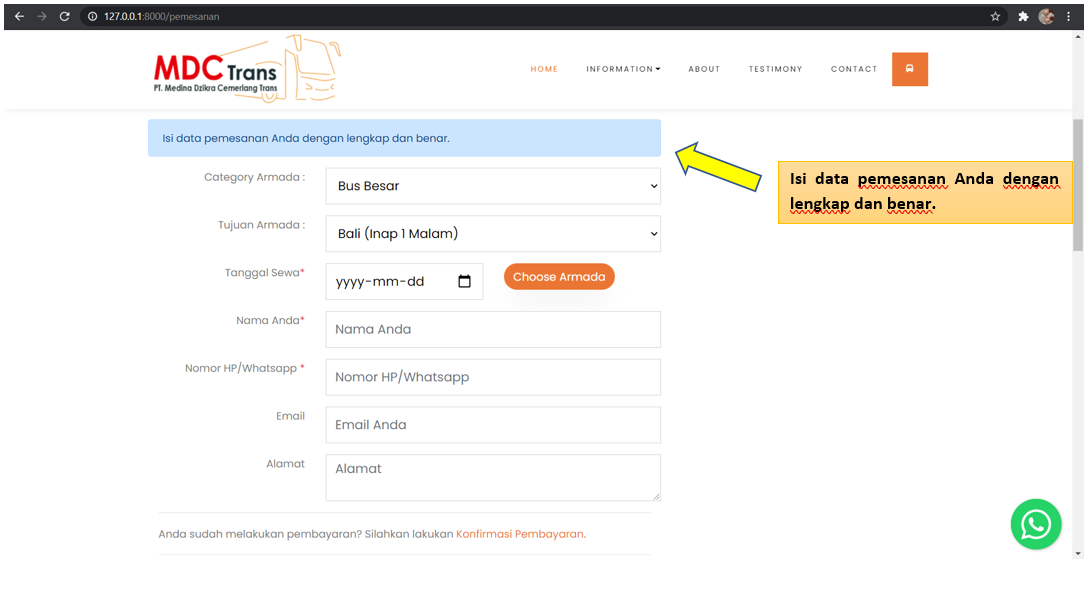 127.0.0.1:8000/pemesanan
MDC Trans
PT. Medina Dzikra Cemerlang Trans
HOME INFORMATION ABOUT TESTIMONY CONTACT
Isi data pemesanan Anda dengan lengkap dan benar.
Isi data pemesanan Anda dengan
lengkap dan benar.
Category Armada :
Bus Besar
Tujuan Armada :
Bali (Inap 1 Malam)
Tanggal Sewa*
yyyy-mm-dd
Choose Armada
Nama Anda*
Nama Anda
Nomor HP/Whatsapp *
Nomor HP/Whatsapp
Email
Email Anda
Alamat
Alamat
Anda sudah melakukan pembayaran? Silahkan lakukan Konfirmasi Pembayaran.